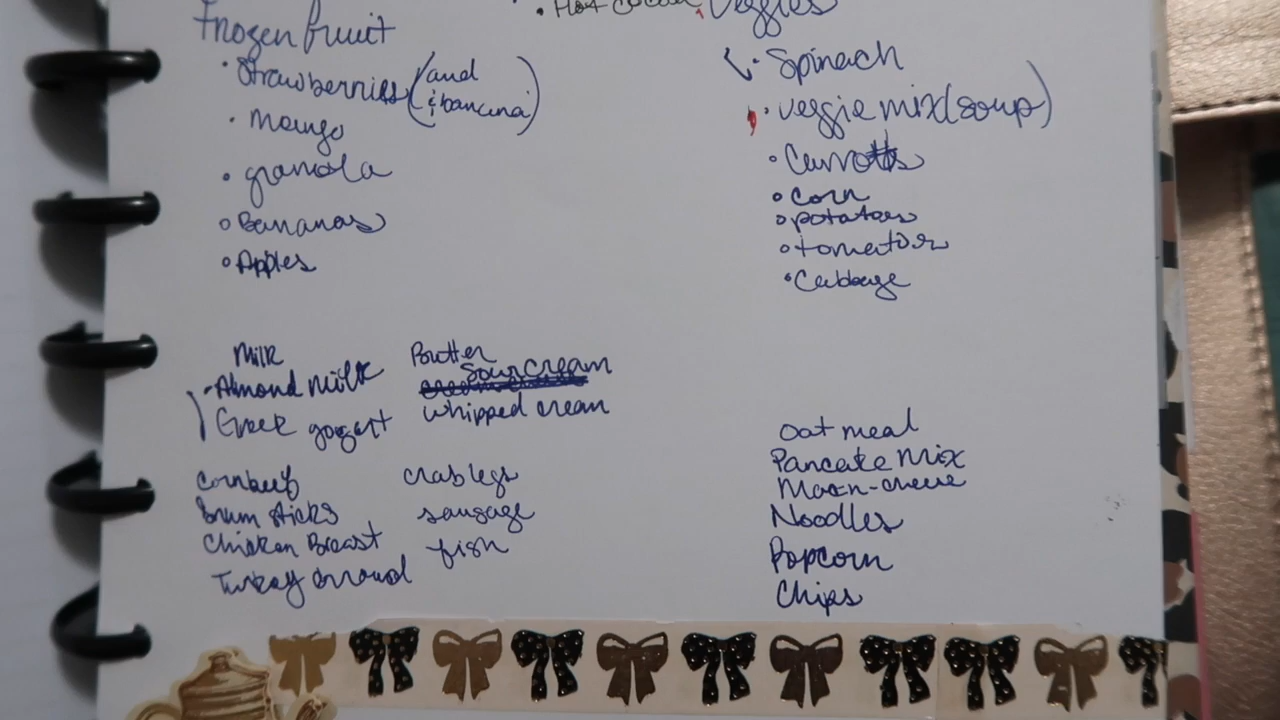 • Hot cocoa
Veggies
Frozen fruit
• Strawberries (and
& banana)
• Mango
• granola
• Bananas
• Apples
• Spinach
• Veggie mix (soup)
• Carrots
• Corn
• potatoes
• tomatoes
• Cabbage
Milk
• Almond Milk
Greek yogurt
Butter
Sour cream
whipped cream
Cornbeef
Drum sticks
Chicken Breast
Turkey Ground
crab legs
sausage
fish
Oat meal
Pancake Mix
Mac n-cheese
Noodles
Popcorn
Chips